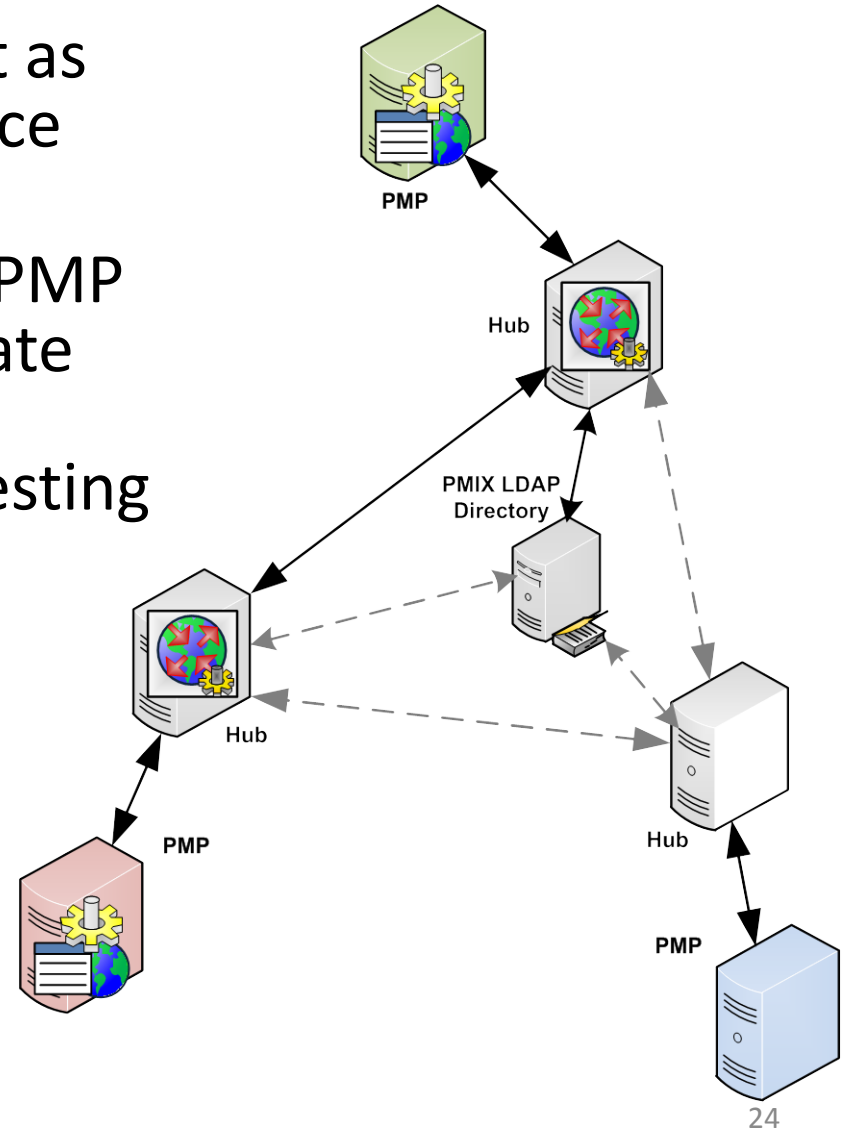 t as
ce
PMP
ate
esting
PMP
Hub
PMIX LDAP
Directory
Hub
PMP
Hub
PMP
24